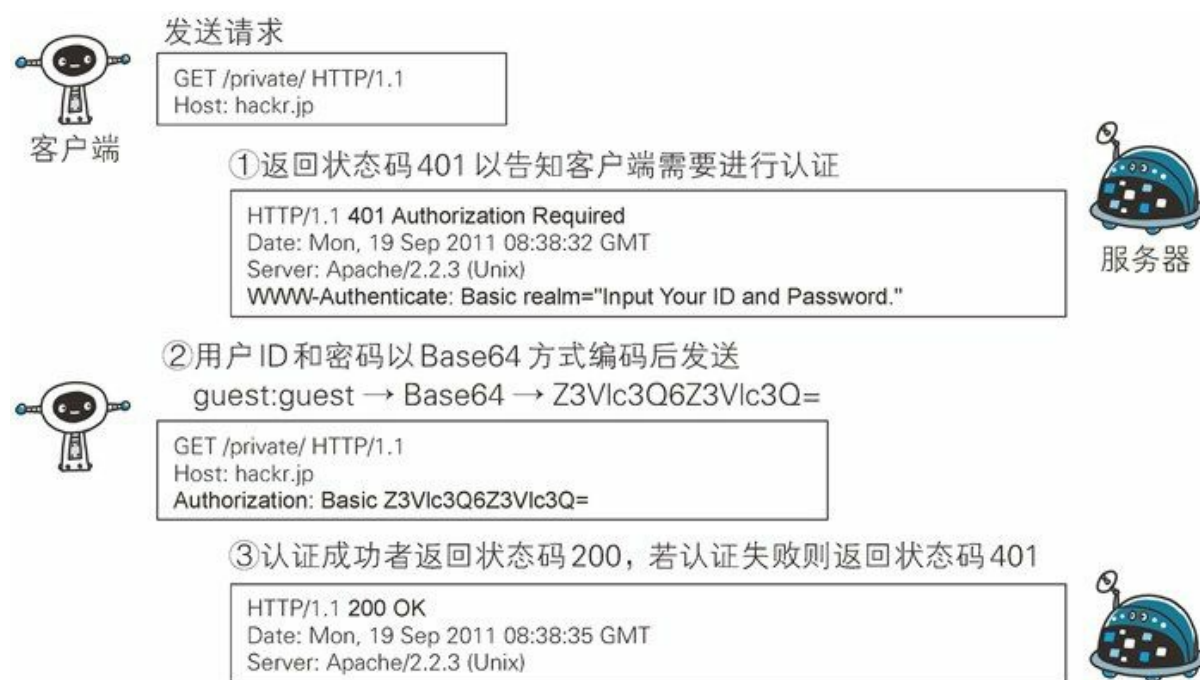 发送请求
GET /private/ HTTP/1.1
Host: hackr.jp
客户端
①返回状态码401以告知客户端需要进行认证
HTTP/1.1 401 Authorization Required
Date: Mon, 19 Sep 2011 08:38:32 GMT
Server: Apache/2.2.3 (Unix)
WWW-Authenticate: Basic realm="Input Your ID and Password."
服务器
②用户ID和密码以Base64方式编码后发送
guest:guest → Base64 → Z3Vlc3Q6Z3Vlc3Q=
GET /private/ HTTP/1.1
Host: hackr.jp
Authorization: Basic Z3Vlc3Q6Z3Vlc3Q=
③认证成功者返回状态码200，若认证失败则返回状态码401
HTTP/1.1 200 OK
Date: Mon, 19 Sep 2011 08:38:35 GMT
Server: Apache/2.2.3 (Unix)